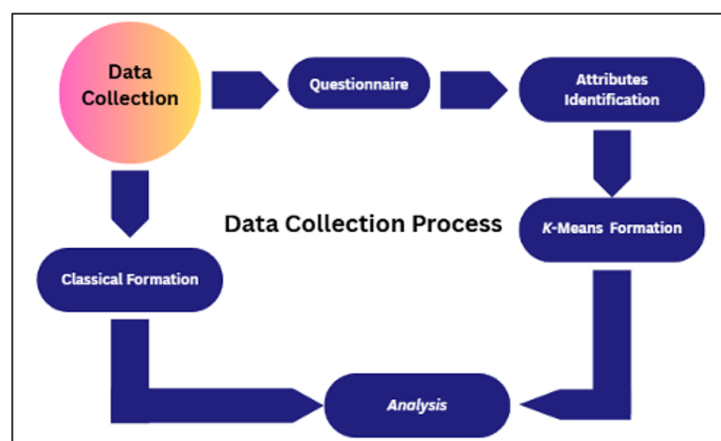 Data
Collection
Questionnaire
Attributes
Identification
Data Collection Process
K-Means Formation
Classical Formation
Analysis